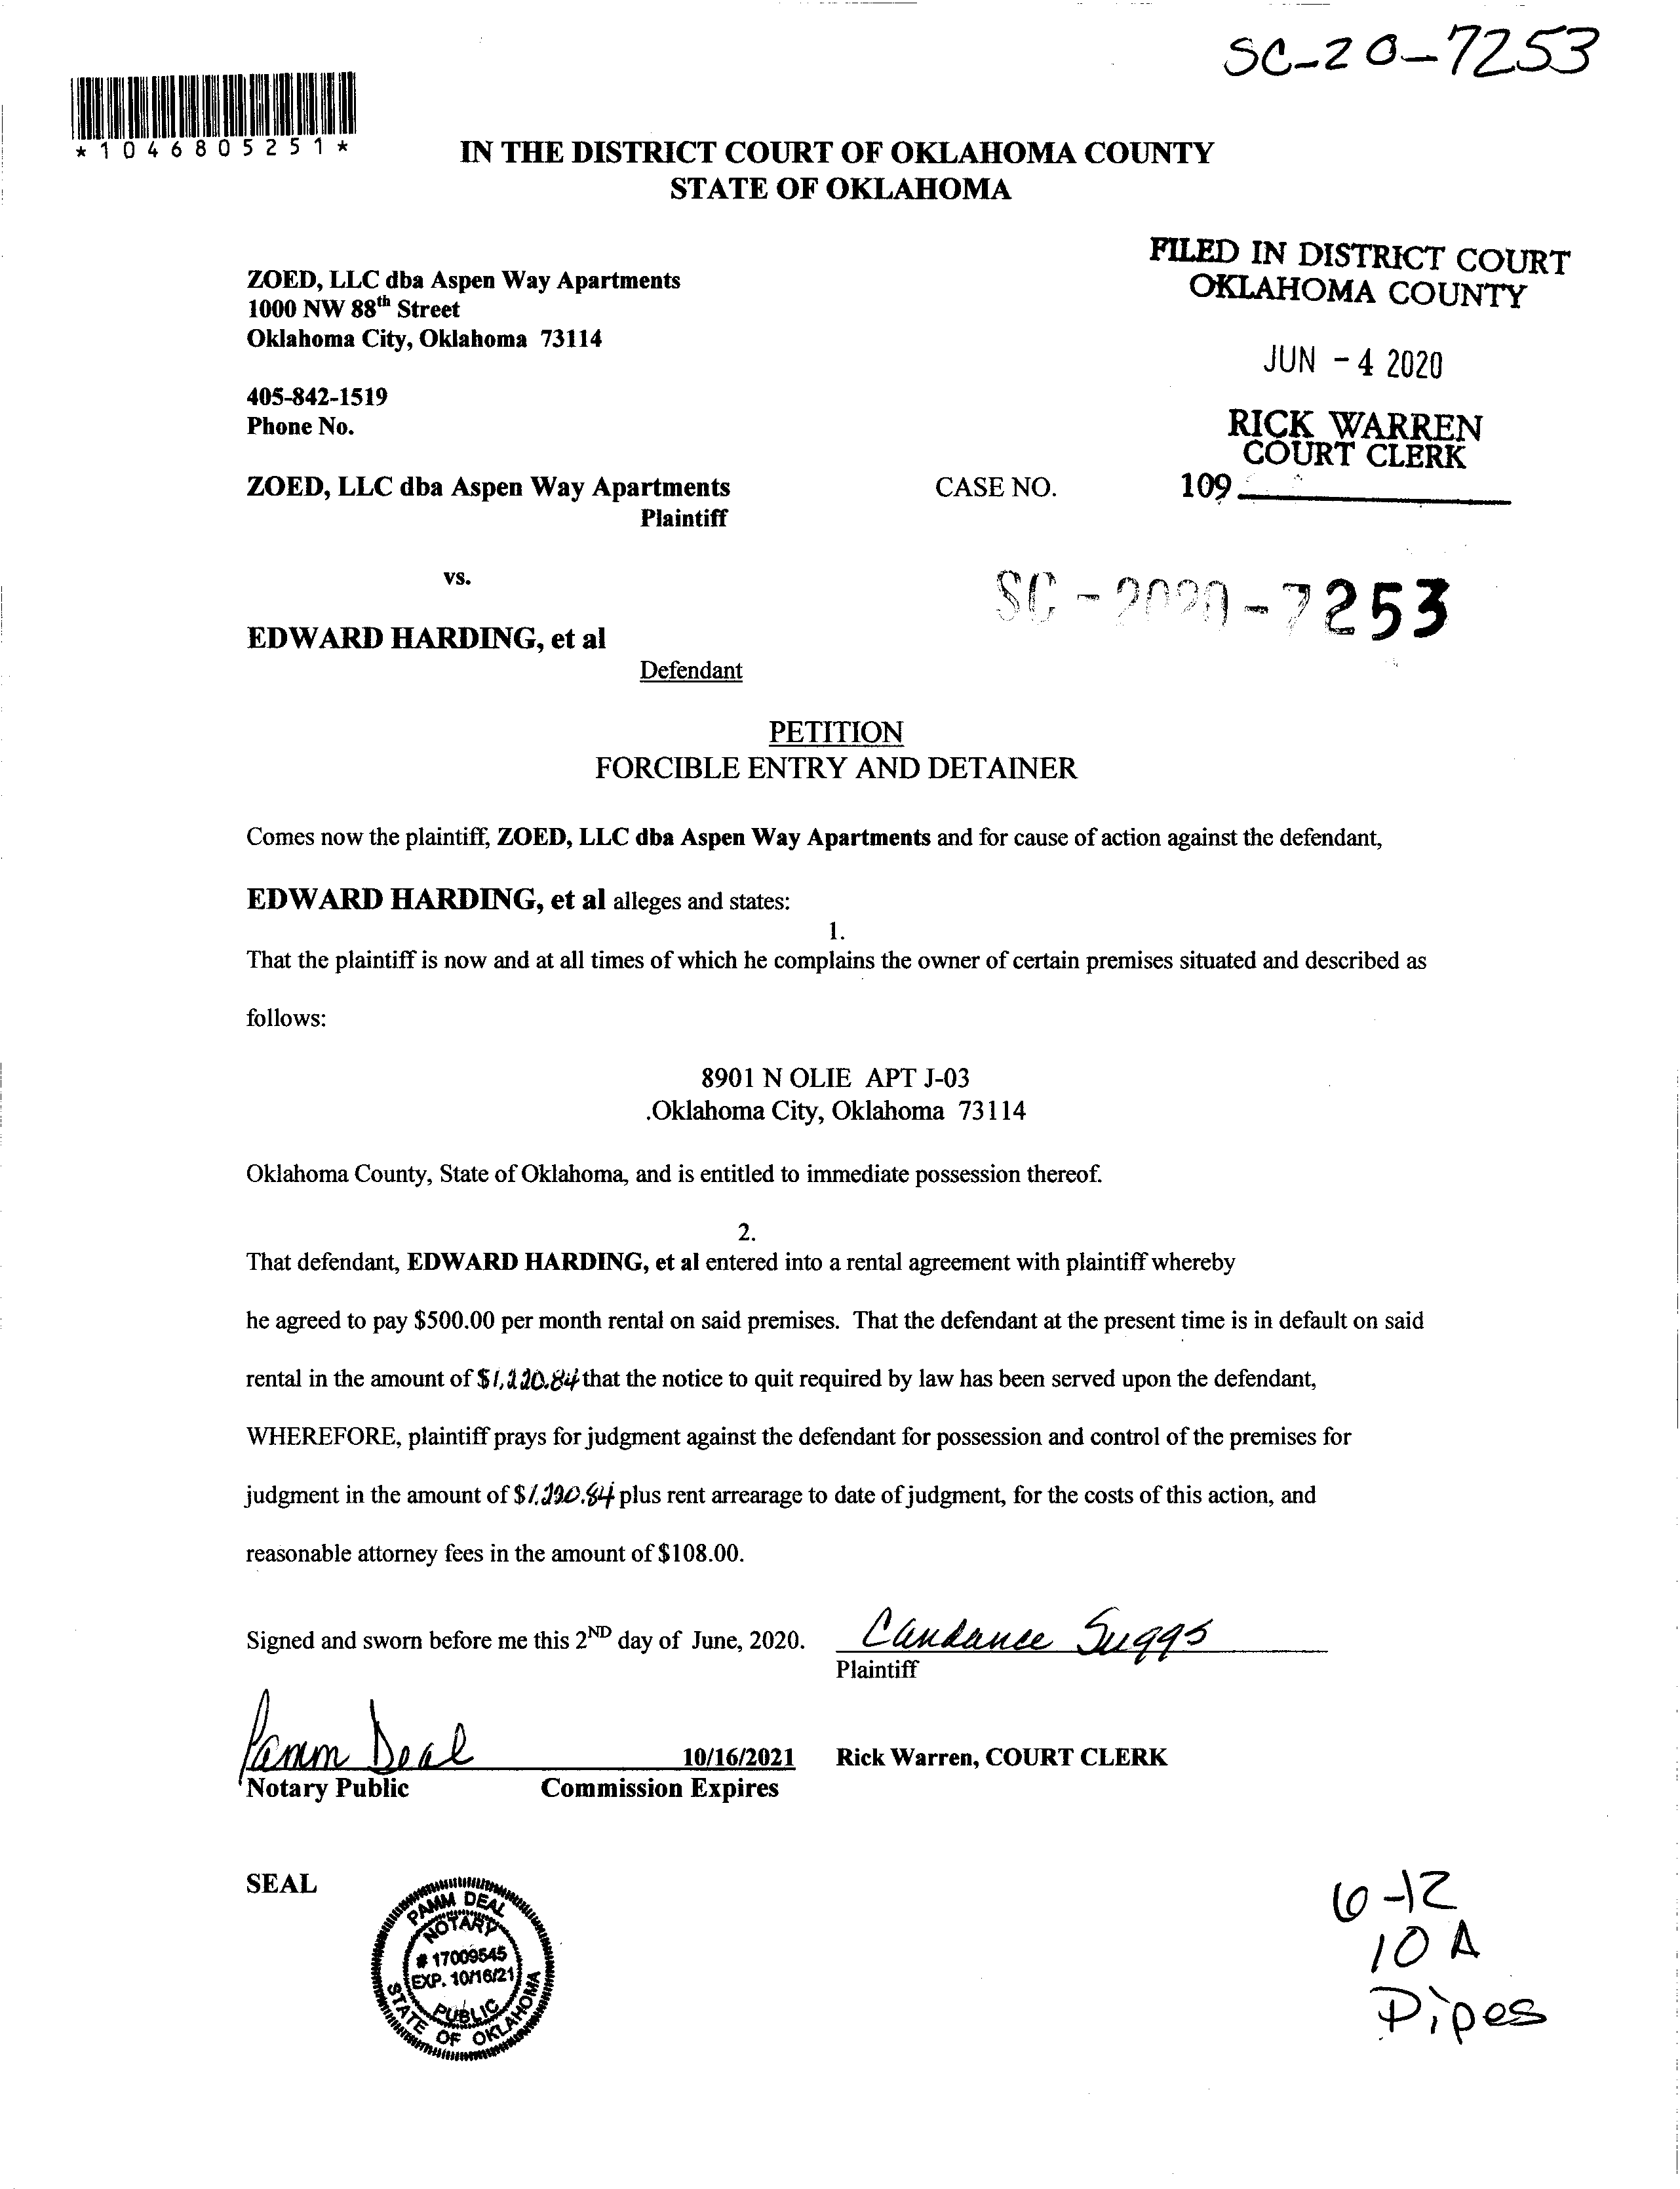 SC-20-7253
*1046805251*
IN THE DISTRICT COURT OF OKLAHOMA COUNTY
STATE OF OKLAHOMA
FILED IN DISTRICT COURT
OKLAHOMA COUNTY
JUN - 4 2020
RICK WARREN
COURT CLERK
109
ZOED, LLC dba Aspen Way Apartments
1000 NW 88th Street
Oklahoma City, Oklahoma 73114
405-842-1519
Phone No.
ZOED, LLC dba Aspen Way Apartments
Plaintiff
CASE NO.
vs.
SC - 2020 - 7253
EDWARD HARDING, et al
Defendant
PETITION
FORCIBLE ENTRY AND DETAINER
Comes now the plaintiff, ZOED, LLC dba Aspen Way Apartments and for cause of action against the defendant,
EDWARD HARDING, et al alleges and states:
1.
That the plaintiff is now and at all times of which he complains the owner of certain premises situated and described as
follows:
8901 N OLIE APT J-03
.Oklahoma City, Oklahoma 73114
Oklahoma County, State of Oklahoma, and is entitled to immediate possession thereof.
2.
That defendant, EDWARD HARDING, et al entered into a rental agreement with plaintiff whereby
he agreed to pay $500.00 per month rental on said premises. That the defendant at the present time is in default on said
rental in the amount of that the notice to quit required by law has been served upon the defendant,
WHEREFORE, plaintiff prays for judgment against the defendant for possession and control of the premises for
judgment in the amount of plus rent arrearage to date of judgment, for the costs of this action, and
reasonable attorney fees in the amount of $108.00.
Signed and sworn before me this 2ND day of June, 2020.
Candance Suggs
Plaintiff
Pamm Deal
10/16/2021
Rick Warren, COURT CLERK
Notary Public
Commission Expires
SEAL
PAMM DEAL
NOTARY
# 17009545
EXP. 10/16/21
PUBLIC
STATE OF OKLAHOMA
6-12
10 A
Pipes